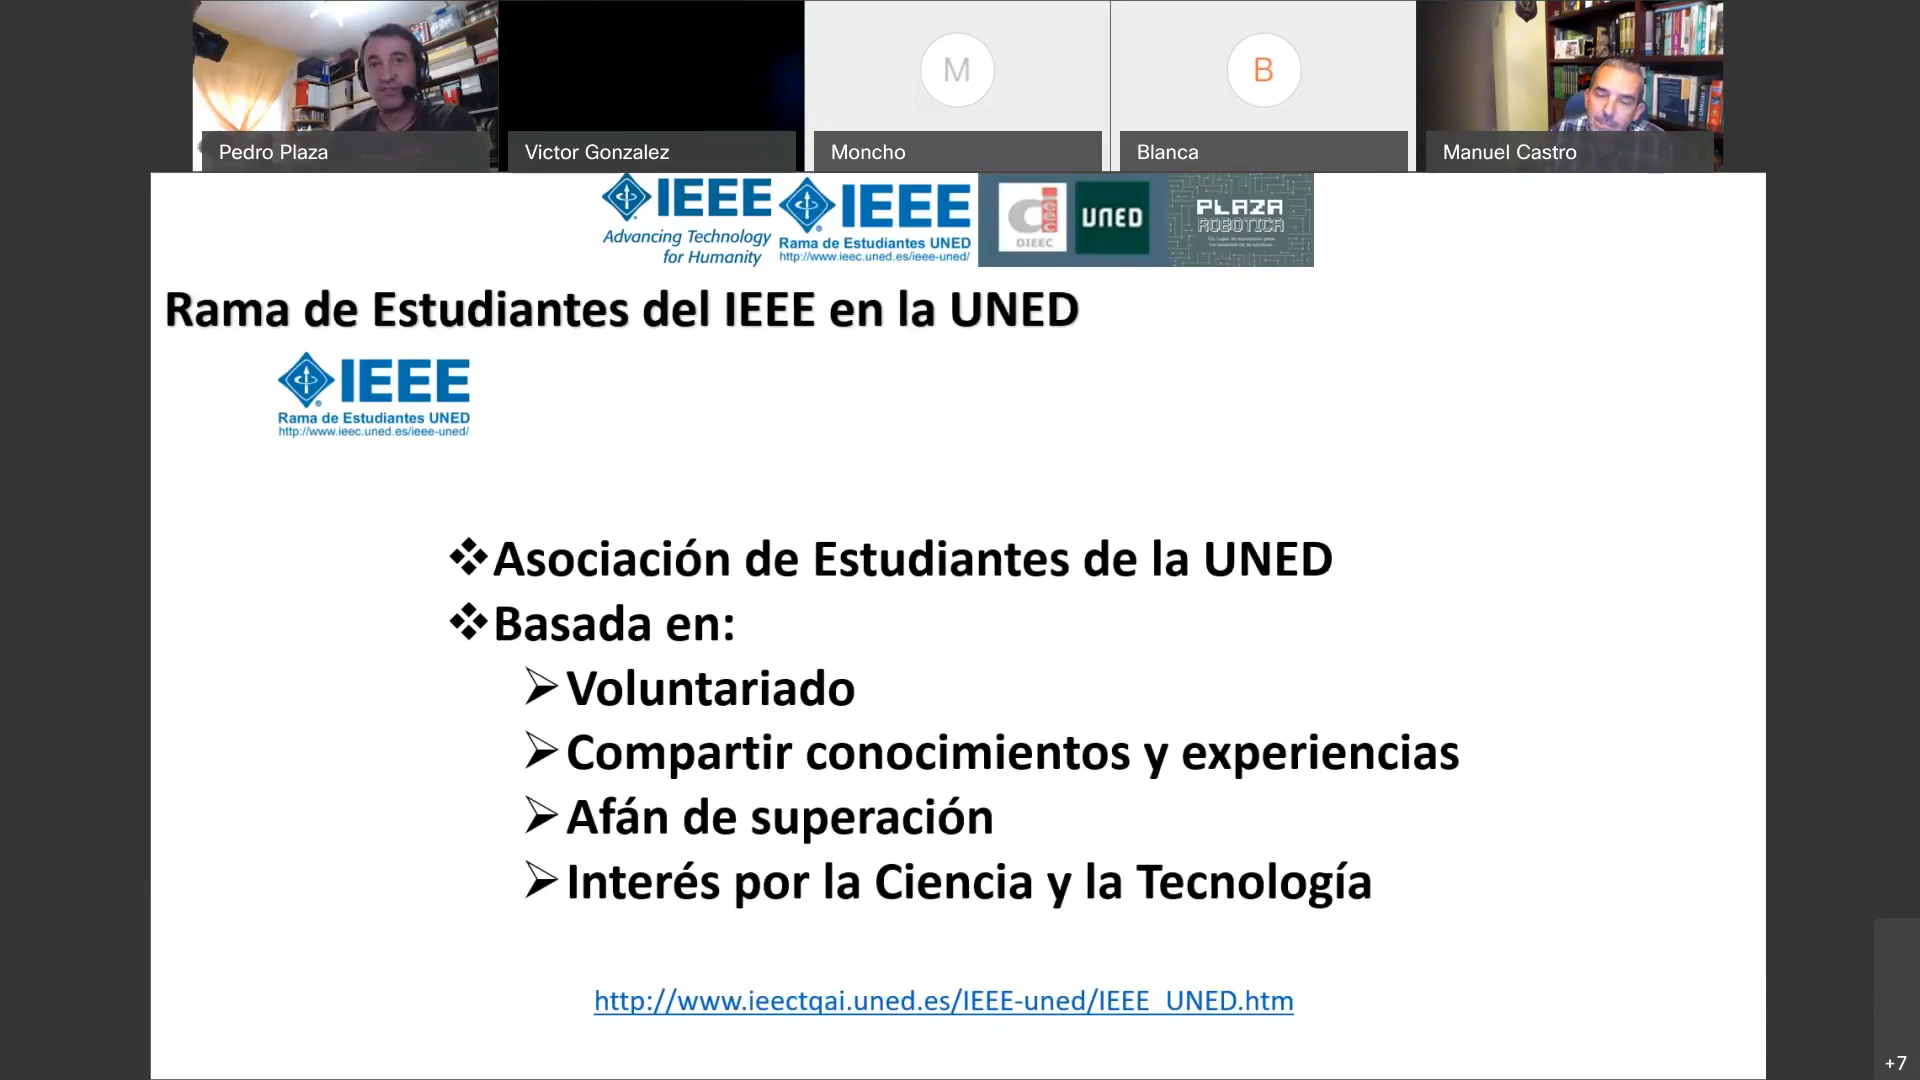 M
B
Pedro Plaza
Victor Gonzalez
Moncho
Blanca
Manuel Castro
IEEE
Advancing Technology
for Humanity
IEEE
Rama de Estudiantes UNED
http://www.ieec.uned.es/ieee-uned/
DIEEC
UNED
PLAZA
ROBOTICA
Rama de Estudiantes del IEEE en la UNED
IEEE
Rama de Estudiantes UNED
http://www.ieec.uned.es/ieee-uned/
❖Asociación de Estudiantes de la UNED
❖Basada en:
➢Voluntariado
➢Compartir conocimientos y experiencias
➢Afán de superación
➢Interés por la Ciencia y la Tecnología
http://www.ieectqai.uned.es/IEEE-uned/IEEE_UNED.htm
+7